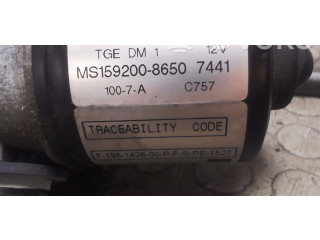 TGE DM 1 12V
MS159200-8650 7441
100-7-A C757
TRACEABILITY CODE